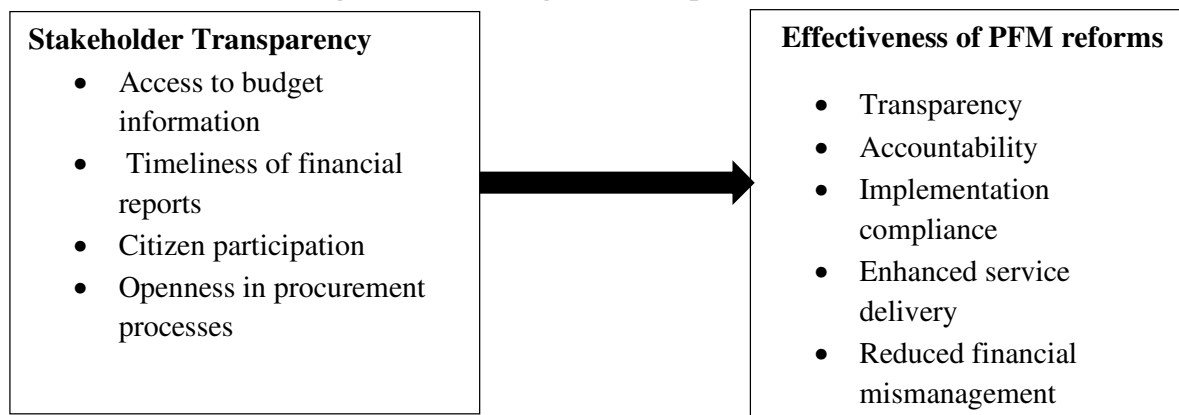 Stakeholder Transparency
• Access to budget
information
• Timeliness of financial
reports
• Citizen participation
• Openness in procurement
processes
Effectiveness of PFM reforms
• Transparency
• Accountability
• Implementation
compliance
• Enhanced service
delivery
• Reduced financial
mismanagement